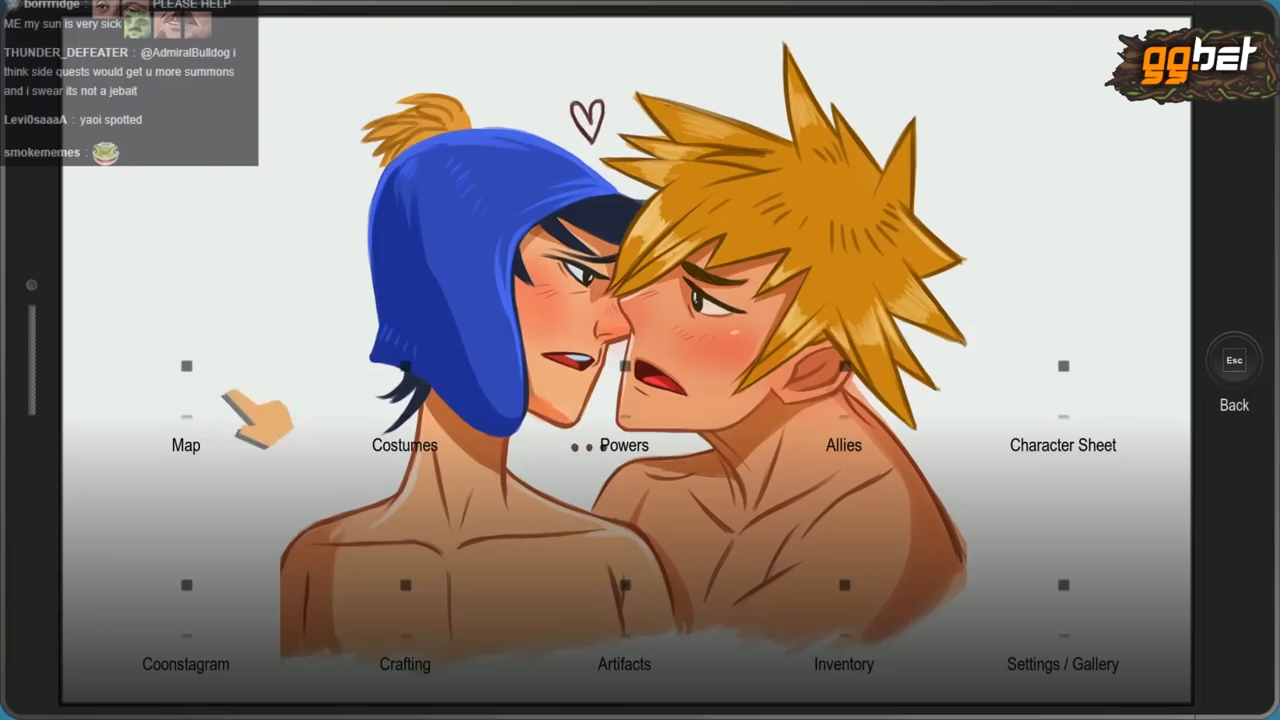 borrrridge : PLEASE HELP
ME my sun is very sick
THUNDER_DEFEATER : @AdmiralBulldog i
think side quests would get u more summons
and i swear its not a jebait
Levi0saaaA : yaoi spotted
smokememes :
gg.bet
Esc
Back
Map
Costumes
Powers
Allies
Character Sheet
Coonstagram
Crafting
Artifacts
Inventory
Settings / Gallery